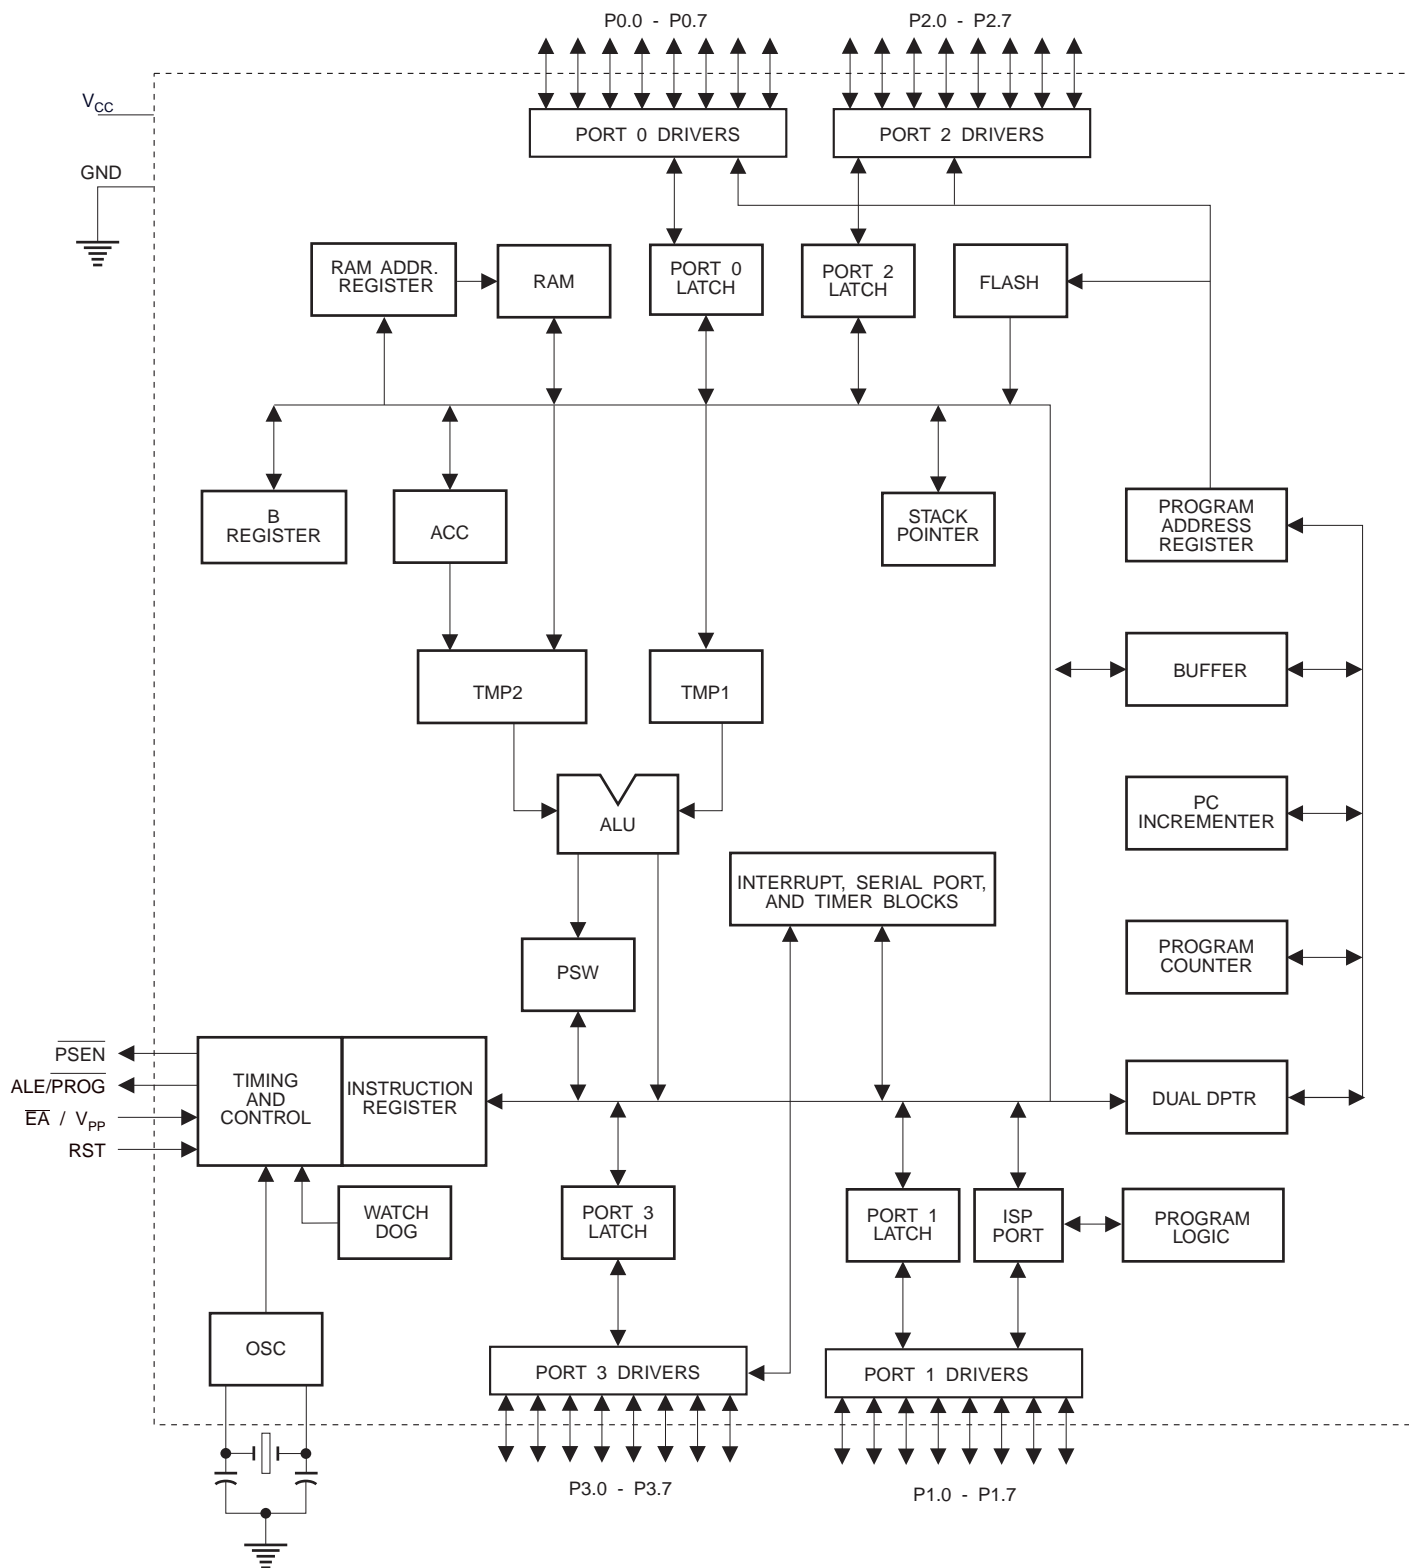 P0.0 - P0.7
P2.0 - P2.7
VCC
PORT 0 DRIVERS
PORT 2 DRIVERS
GND
RAM ADDR.
REGISTER
RAM
PORT 0
LATCH
PORT 2
LATCH
FLASH
B
REGISTER
ACC
STACK
POINTER
PROGRAM
ADDRESS
REGISTER
TMP2
TMP1
BUFFER
ALU
PC
INCREMENTER
INTERRUPT, SERIAL PORT,
AND TIMER BLOCKS
PSW
PROGRAM
COUNTER
PSEN
ALE/PROG
EA / VPP
RST
TIMING
AND
CONTROL
INSTRUCTION
REGISTER
DUAL DPTR
WATCH
DOG
PORT 3
LATCH
PORT 1
LATCH
ISP
PORT
PROGRAM
LOGIC
OSC
PORT 3 DRIVERS
PORT 1 DRIVERS
P3.0 - P3.7
P1.0 - P1.7